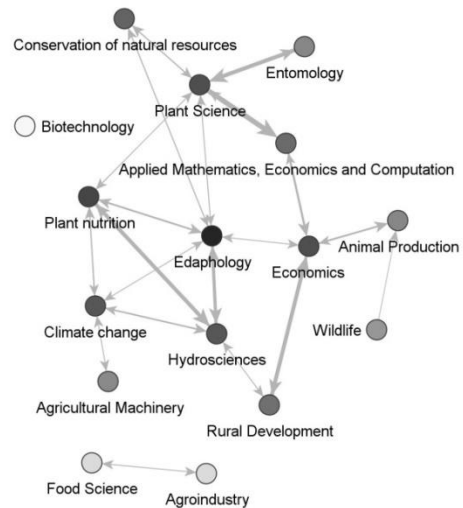 Conservation of natural resources
Entomology
Plant Science
Biotechnology
Applied Mathematics, Economics and Computation
Plant nutrition
Animal Production
Edaphology
Economics
Climate change
Wildlife
Hydrosciences
Agricultural Machinery
Rural Development
Food Science
Agroindustry